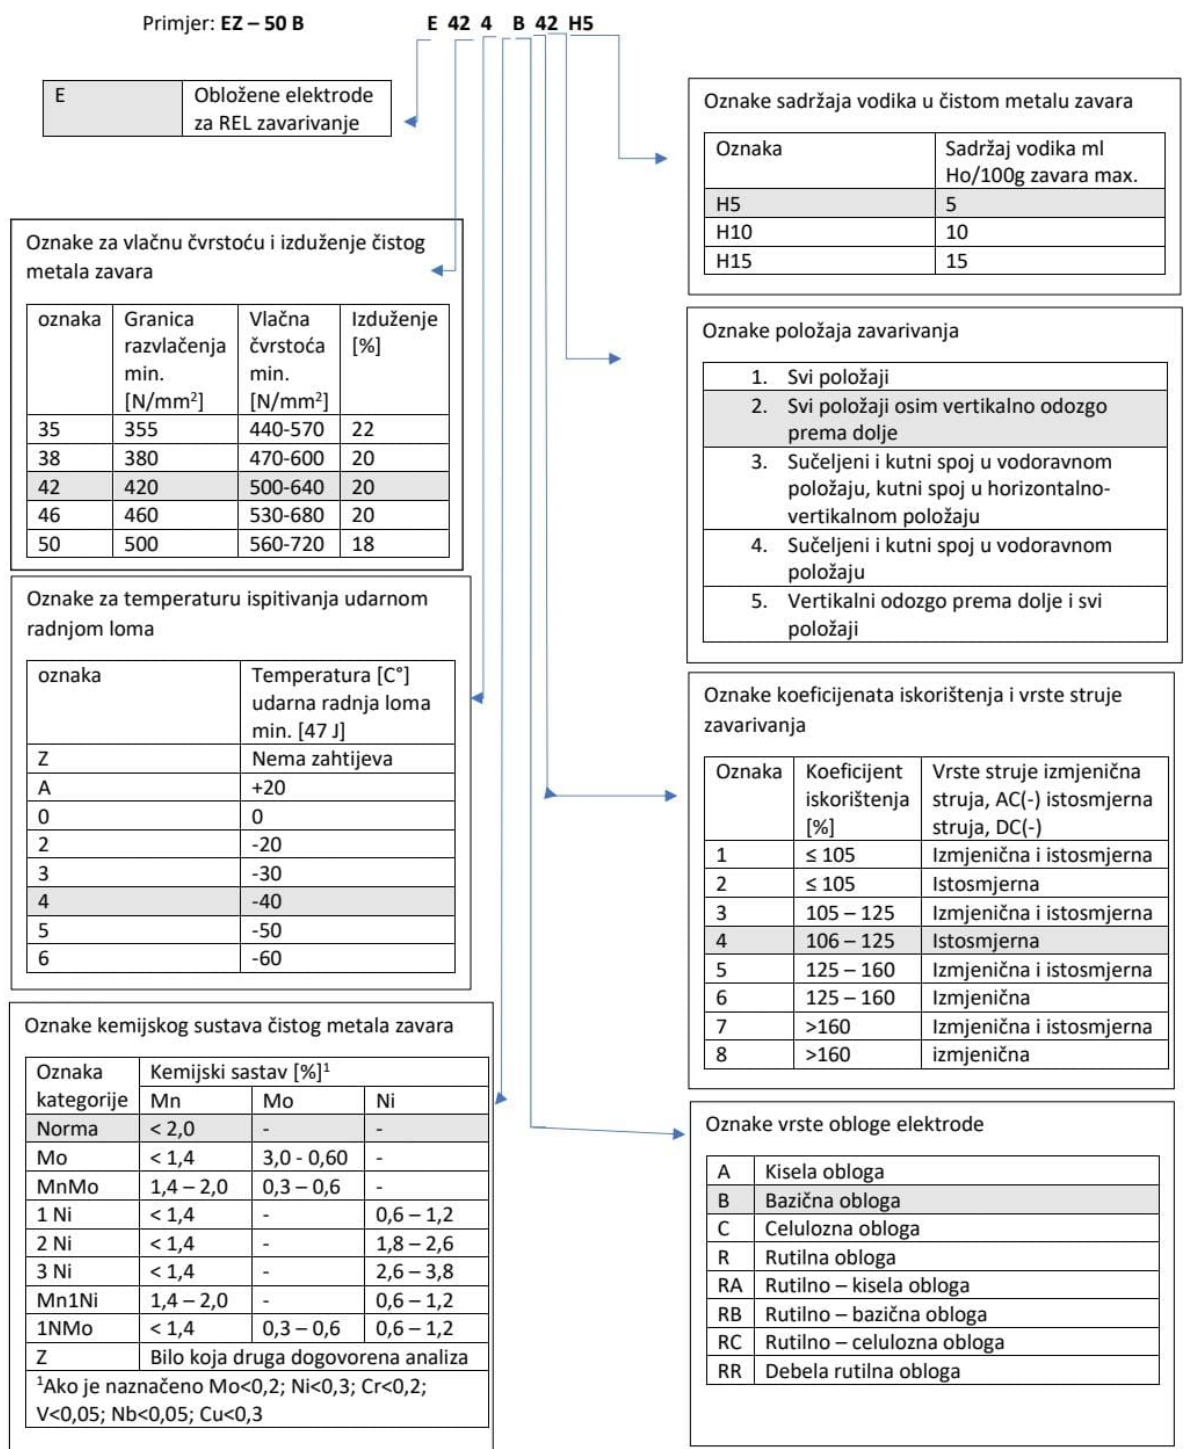 Primjer: EZ – 50 B E 42 4 B 42 H5
E Obložene elektrode
za REL zavarivanje
Oznake za vlačnu čvrstoću i izduženje čistog
metala zavara
oznaka Granica Vlačna Izduženje
razvlačenja čvrstoća [%]
min. min.
[N/mm²] [N/mm²]
35 355 440-570 22
38 380 470-600 20
42 420 500-640 20
46 460 530-680 20
50 500 560-720 18
Oznake za temperaturu ispitivanja udarnom
radnjom loma
oznaka Temperatura [C°]
udarna radnja loma
min. [47 J]
Z Nema zahtijeva
A +20
0 0
2 -20
3 -30
4 -40
5 -50
6 -60
Oznake kemijskog sustava čistog metala zavara
Oznaka Kemijski sastav [%]¹
kategorije Mn Mo Ni
Norma < 2,0 - -
Mo < 1,4 3,0 - 0,60 -
MnMo 1,4 – 2,0 0,3 – 0,6 -
1 Ni < 1,4 - 0,6 – 1,2
2 Ni < 1,4 - 1,8 – 2,6
3 Ni < 1,4 - 2,6 – 3,8
Mn1Ni 1,4 – 2,0 - 0,6 – 1,2
1NMo < 1,4 0,3 – 0,6 0,6 – 1,2
Z Bilo koja druga dogovorena analiza
¹Ako je naznačeno Mo<0,2; Ni<0,3; Cr<0,2;
V<0,05; Nb<0,05; Cu<0,3
Oznake sadržaja vodika u čistom metalu zavara
Oznaka Sadržaj vodika ml
Ho/100g zavara max.
H5 5
H10 10
H15 15
Oznake položaja zavarivanja
1. Svi položaji
2. Svi položaji osim vertikalno odozgo
prema dolje
3. Sučeljeni i kutni spoj u vodoravnom
položaju, kutni spoj u horizontalno-
vertikalnom položaju
4. Sučeljeni i kutni spoj u vodoravnom
položaju
5. Vertikalni odozgo prema dolje i svi
položaji
Oznake koeficijenata iskorištenja i vrste struje
zavarivanja
Oznaka Koeficijent Vrste struje izmjenična
iskorištenja struja, AC(-) istosmjerna
[%] struja, DC(-)
1 ≤ 105 Izmjenična i istosmjerna
2 ≤ 105 Istosmjerna
3 105 – 125 Izmjenična i istosmjerna
4 106 – 125 Istosmjerna
5 125 – 160 Izmjenična i istosmjerna
6 125 – 160 Izmjenična
7 >160 Izmjenična i istosmjerna
8 >160 izmjenična
Oznake vrste obloge elektrode
A Kisela obloga
B Bazična obloga
C Celulozna obloga
R Rutilna obloga
RA Rutilno – kisela obloga
RB Rutilno – bazična obloga
RC Rutilno – celulozna obloga
RR Debela rutilna obloga